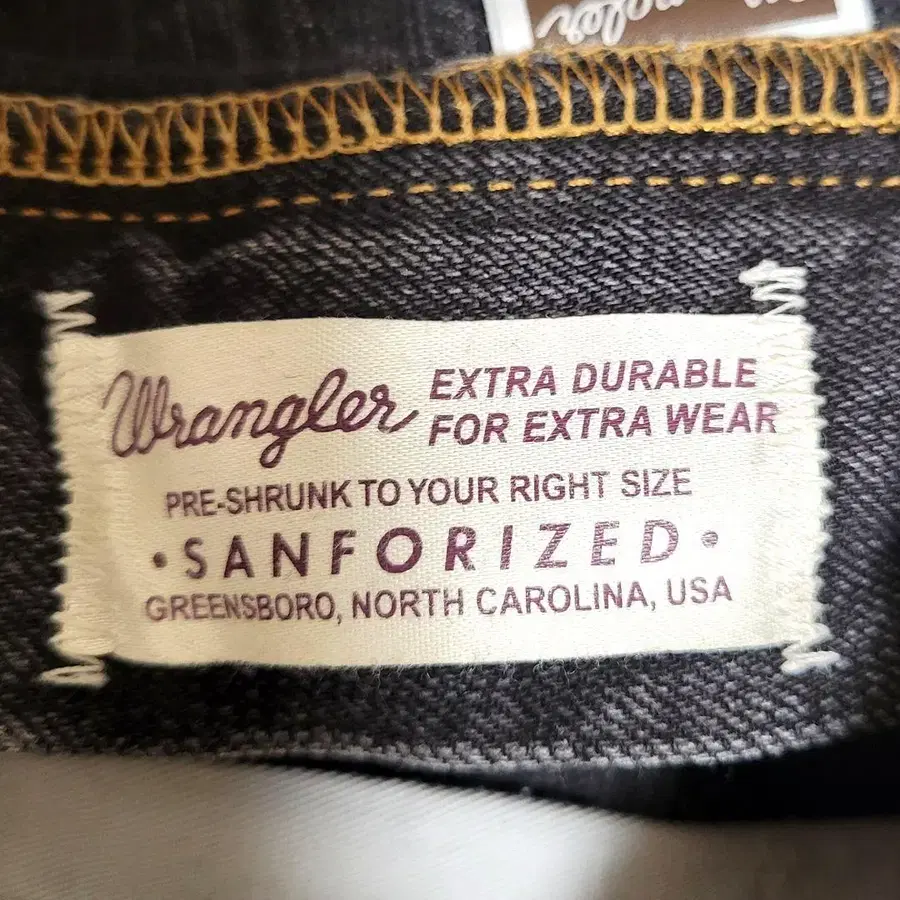 Wrangler
EXTRA DURABLE
FOR EXTRA WEAR
PRE-SHRUNK TO YOUR RIGHT SIZE
• SANFORIZED •
GREENSBORO, NORTH CAROLINA, USA